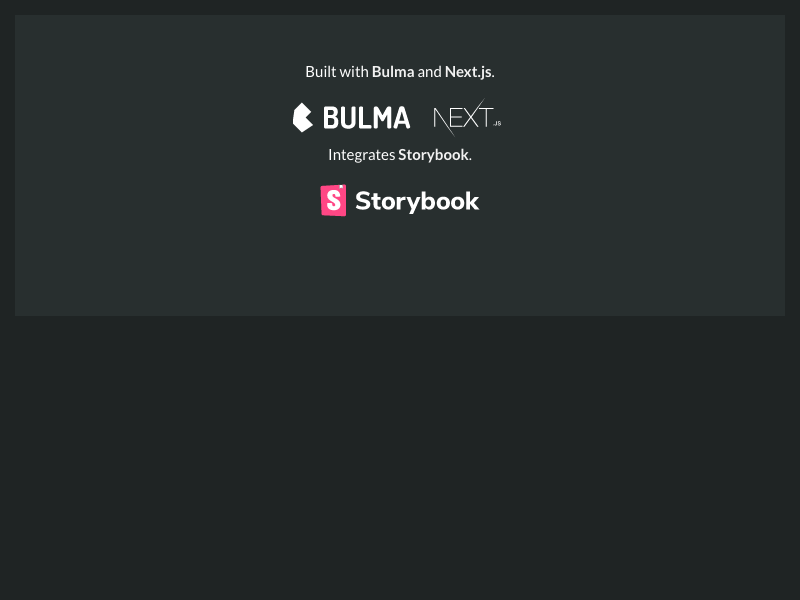 Built with Bulma and Next.js.
BULMA NEXT.JS
Integrates Storybook.
S Storybook